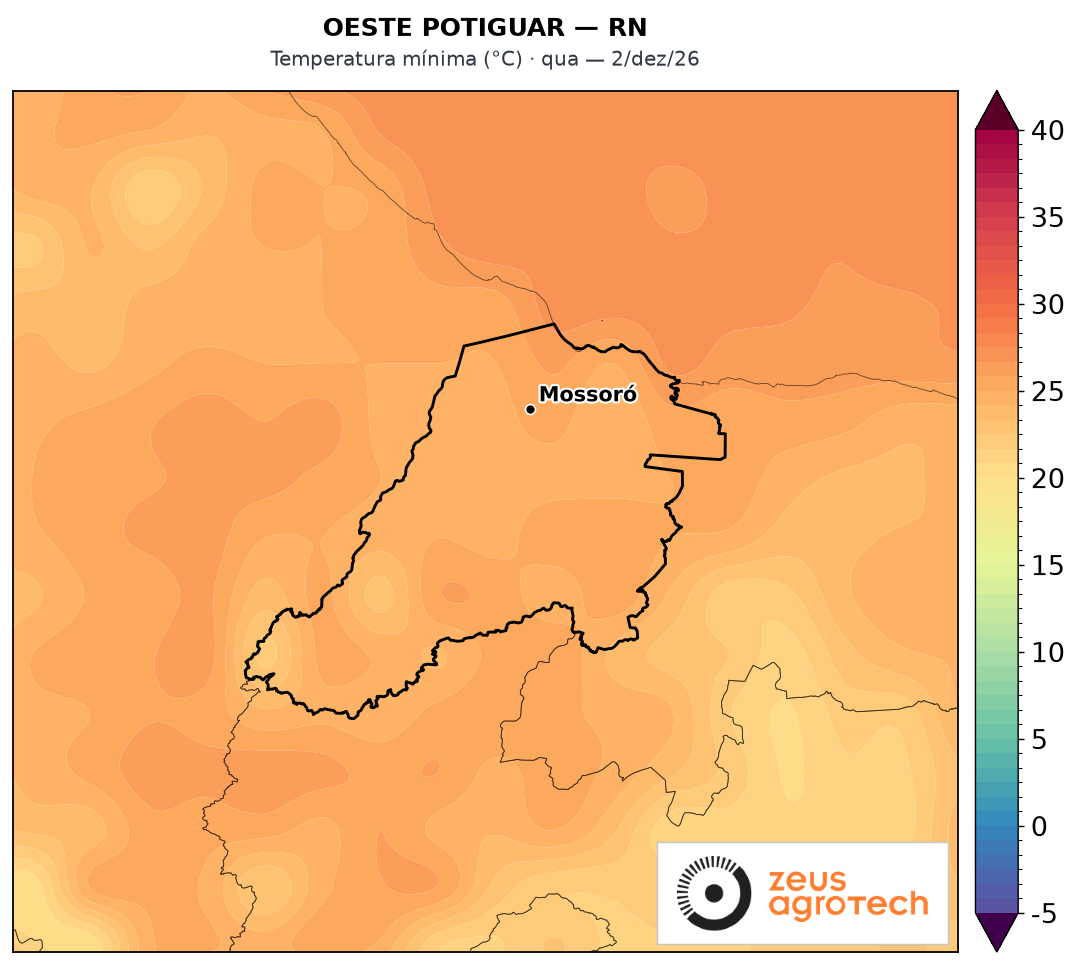 OESTE POTIGUAR — RN
Temperatura mínima (°C) · qua — 2/dez/26
Mossoró
40
35
30
25
20
15
10
5
0
-5
zeus
agrotech